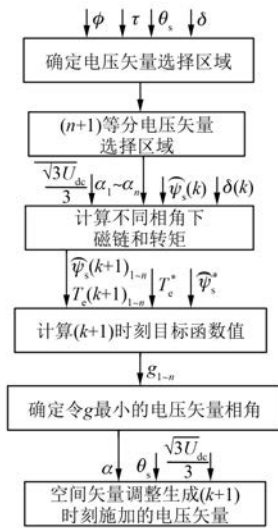 ϕ τ θs δ
确定电压矢量选择区域
(n+1)等分电压矢量
选择区域
√3Udc/3 α1~αn ψ̂s(k) δ(k)
计算不同相角下
磁链和转矩
ψ̂s(k+1)1~n
Te(k+1)1~n Te* ψ̂s*
计算(k+1)时刻目标函数值
g1~n
确定令g最小的电压矢量相角
α θs √3Udc/3
空间矢量调整生成(k+1)
时刻施加的电压矢量